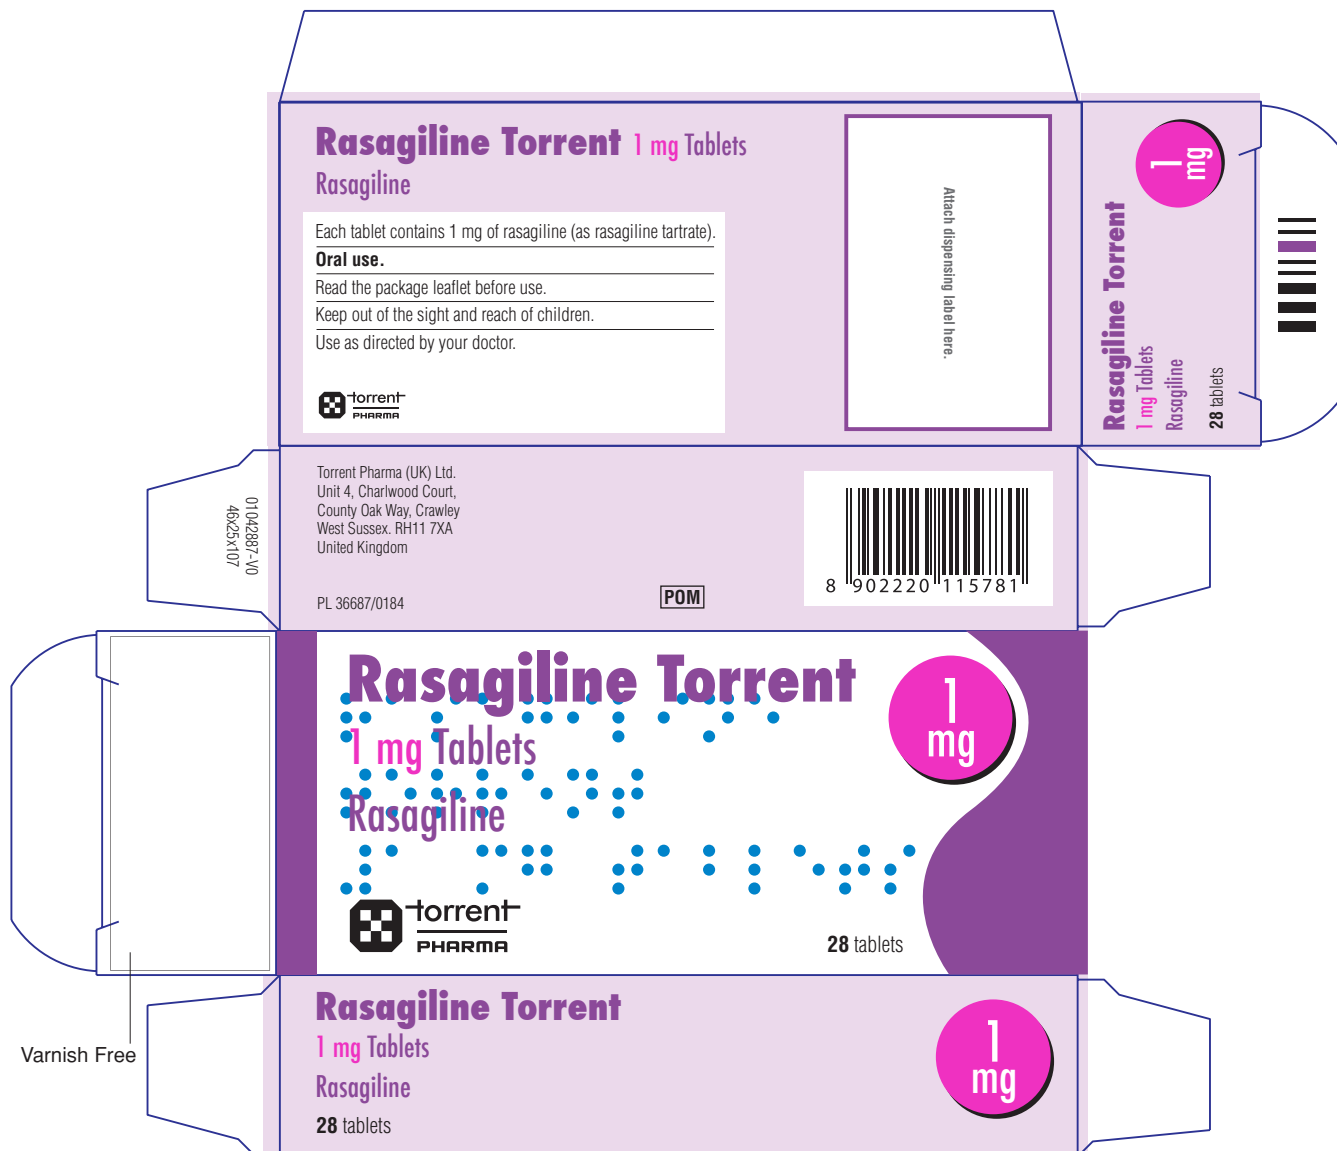 Rasagiline Torrent 1 mg Tablets
Rasagiline
Each tablet contains 1 mg of rasagiline (as rasagiline tartrate).
Oral use.
Read the package leaflet before use.
Keep out of the sight and reach of children.
Use as directed by your doctor.
torrent
PHARMA
Attach dispensing label here.
1
mg
Rasagiline Torrent
1 mg Tablets
Rasagiline
28 tablets
01042887-V0
46x25x107
Torrent Pharma (UK) Ltd.
Unit 4, Charlwood Court,
County Oak Way, Crawley
West Sussex. RH11 7XA
United Kingdom
PL 36687/0184
POM
8 902220 115781
Rasagiline Torrent
1 mg Tablets
Rasagiline
1
mg
torrent
PHARMA
28 tablets
Varnish Free
Rasagiline Torrent
1 mg Tablets
Rasagiline
28 tablets
1
mg